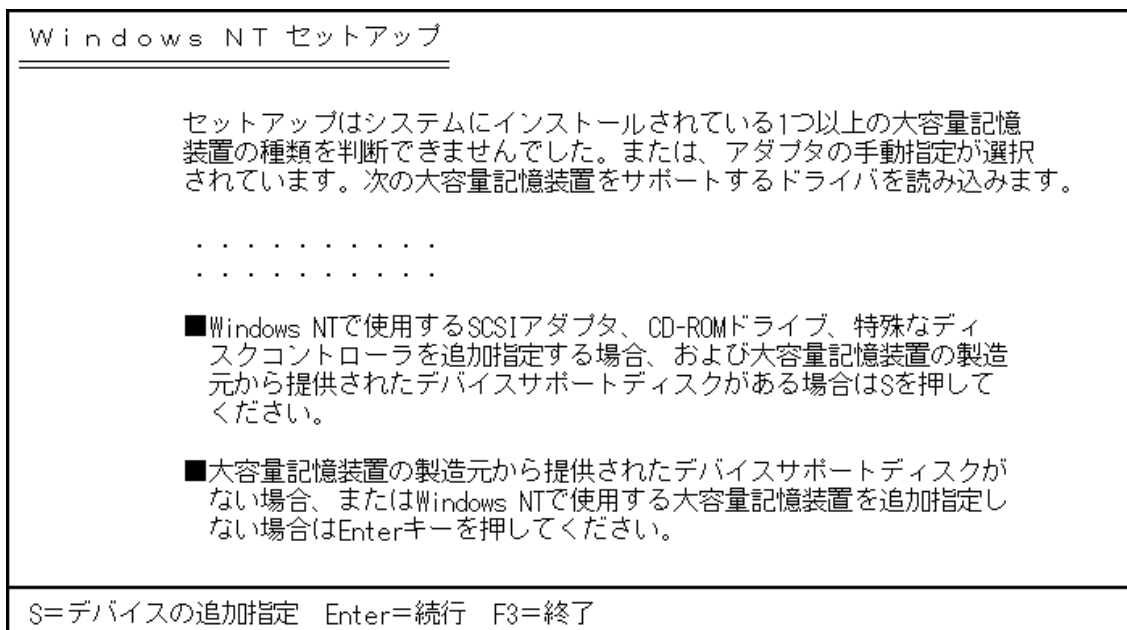 Ｗｉｎｄｏｗｓ ＮＴ セットアップ
セットアップはシステムにインストールされている1つ以上の大容量記憶
装置の種類を判断できませんでした。または、アダプタの手動指定が選択
されています。次の大容量記憶装置をサポートするドライバを読み込みます。
．．．．．．．．．．
．．．．．．．．．．
■Windows NTで使用するSCSIアダプタ、CD-ROMドライブ、特殊なディ
スクコントローラを追加指定する場合、および大容量記憶装置の製造
元から提供されたデバイスサポートディスクがある場合はSを押して
ください。
■大容量記憶装置の製造元から提供されたデバイスサポートディスクが
ない場合、またはWindows NTで使用する大容量記憶装置を追加指定し
ない場合はEnterキーを押してください。
S＝デバイスの追加指定　Enter＝続行　F3＝終了